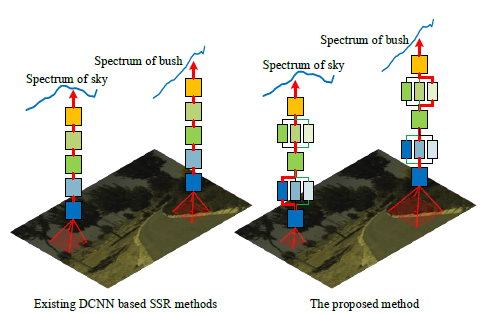 Spectrum of sky
Spectrum of bush
Spectrum of sky
Spectrum of bush
Existing DCNN based SSR methods
The proposed method